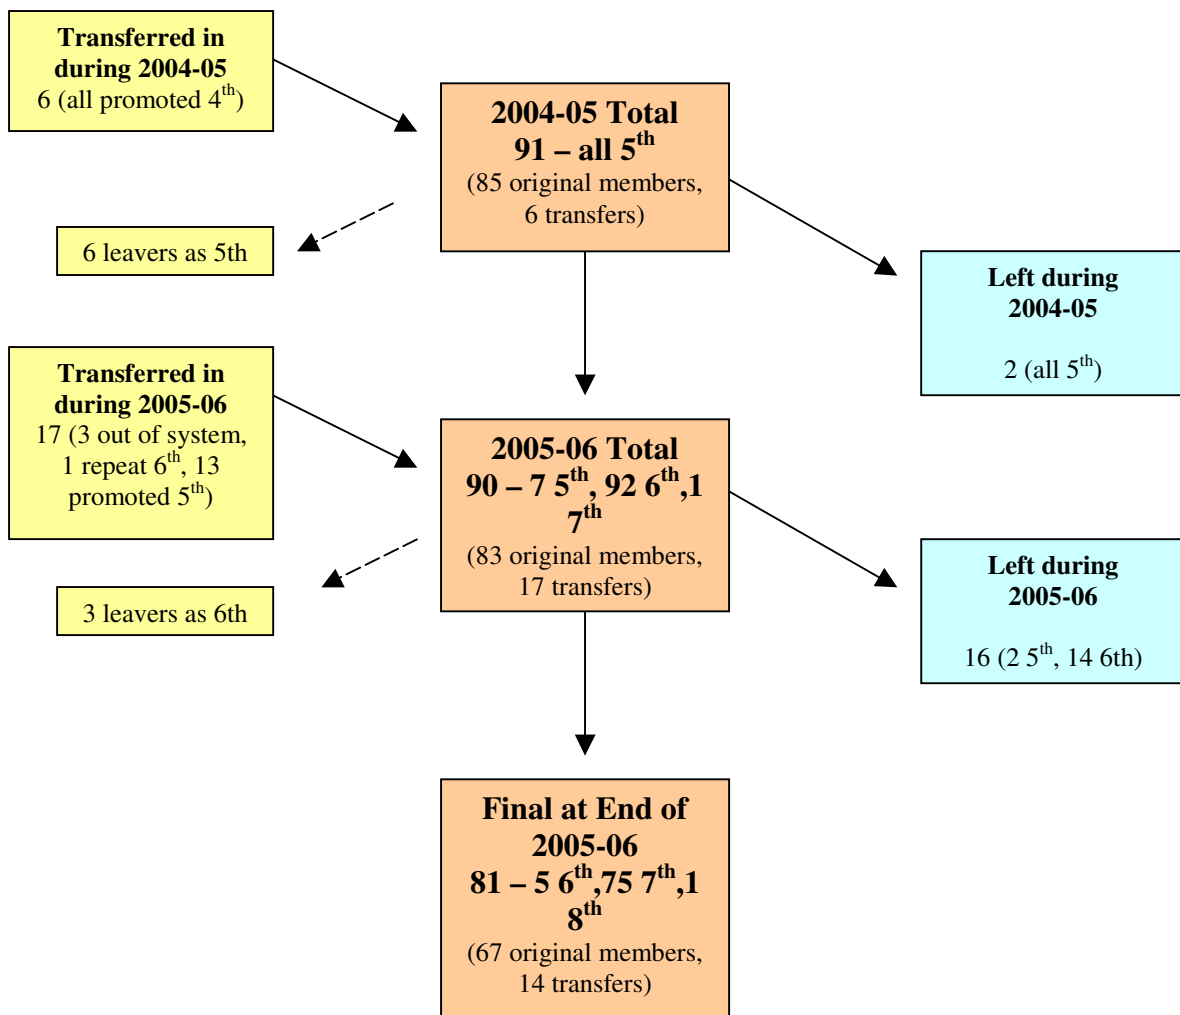 Transferred in
during 2004-05
6 (all promoted 4th)
2004-05 Total
91 – all 5th
(85 original members,
6 transfers)
6 leavers as 5th
Left during
2004-05
2 (all 5th)
Transferred in
during 2005-06
17 (3 out of system,
1 repeat 6th, 13
promoted 5th)
2005-06 Total
90 – 7 5th, 92 6th,1
7th
(83 original members,
17 transfers)
3 leavers as 6th
Left during
2005-06
16 (2 5th, 14 6th)
Final at End of
2005-06
81 – 5 6th,75 7th,1
8th
(67 original members,
14 transfers)